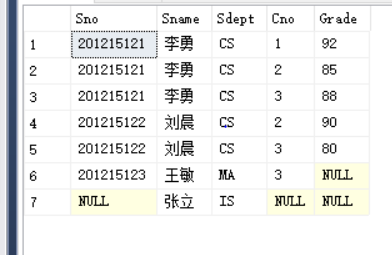 Sno Sname Sdept Cno Grade
1 201215121 李勇 CS 1 92
2 201215121 李勇 CS 2 85
3 201215121 李勇 CS 3 88
4 201215122 刘晨 CS 2 90
5 201215122 刘晨 CS 3 80
6 201215123 王敏 MA 3 NULL
7 NULL 张立 IS NULL NULL